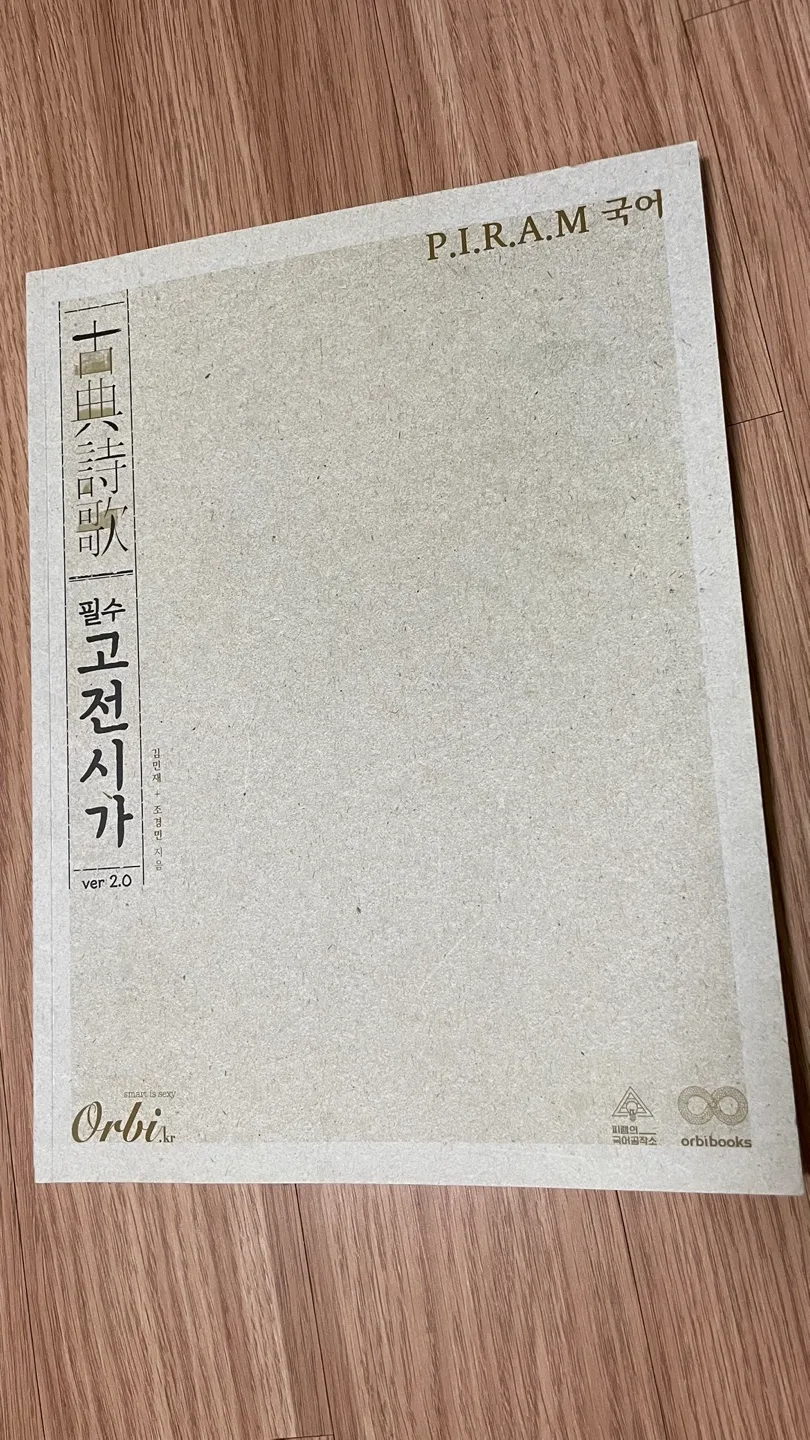 P.I.R.A.M 국어
古典詩歌
필수
고전시가
ver 2.0
김민재 + 조경민 지음
smart is sexy
Orbi.kr
피램의
국어공작소
orbibooks